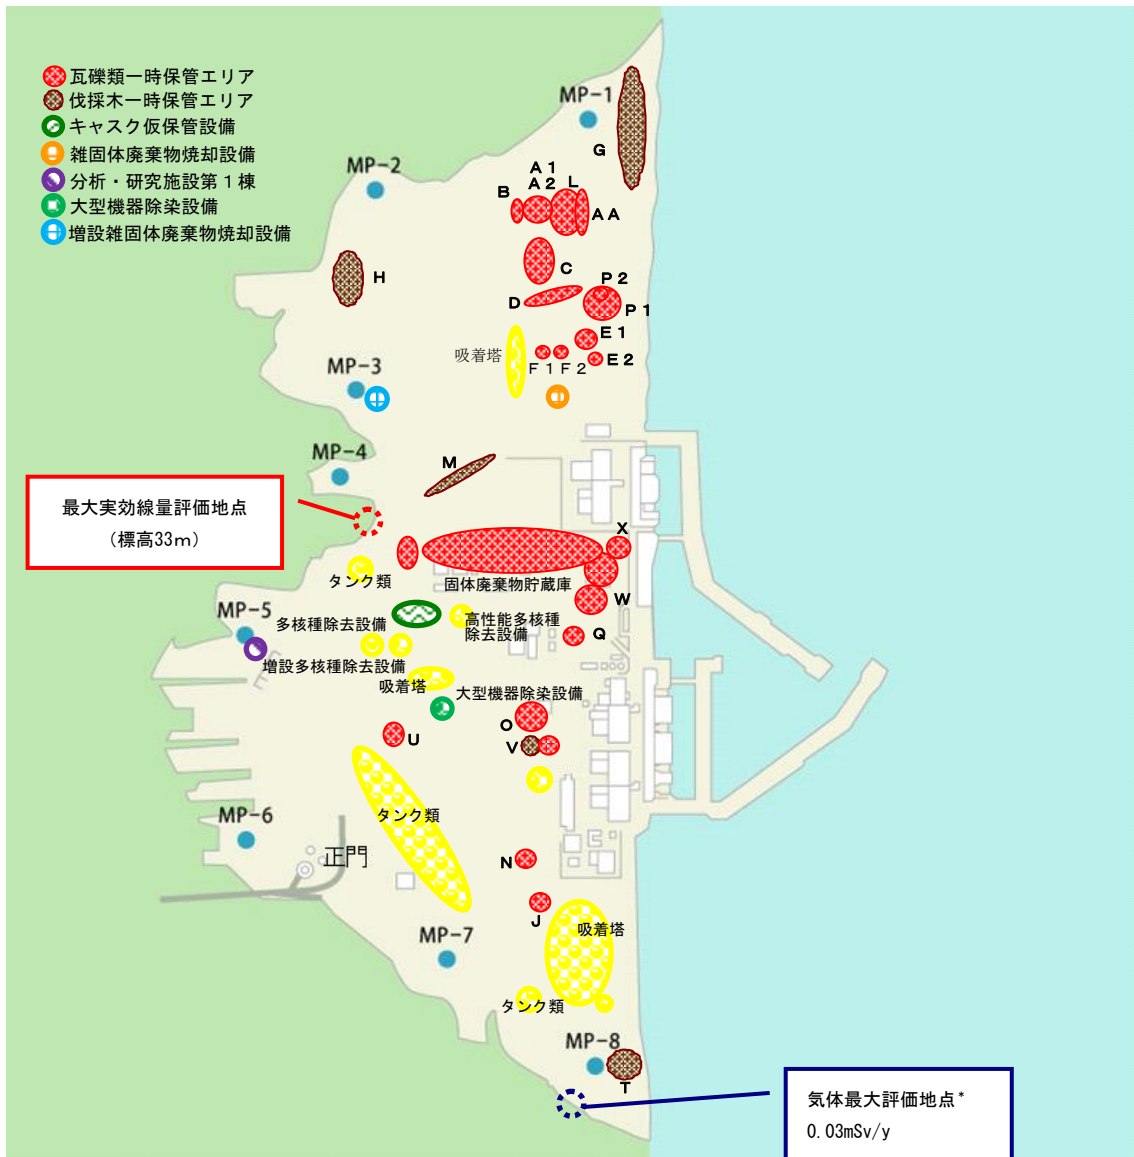 瓦礫類一時保管エリア
伐採木一時保管エリア
キャスク仮保管設備
雑固体廃棄物焼却設備
分析・研究施設第１棟
大型機器除染設備
増設雑固体廃棄物焼却設備
MP-1
G
MP-2
A1
A2
L
B
AA
H
C
P2
D
P1
E1
吸着塔
F1
F2
E2
MP-3
MP-4
M
最大実効線量評価地点
（標高33m）
X
タンク類
固体廃棄物貯蔵庫
W
MP-5
多核種除去設備
高性能多核種
除去設備
Q
増設多核種除去設備
吸着塔
大型機器除染設備
O
U
V
タンク類
MP-6
正門
N
J
吸着塔
MP-7
タンク類
MP-8
T
気体最大評価地点*
0.03mSv/y